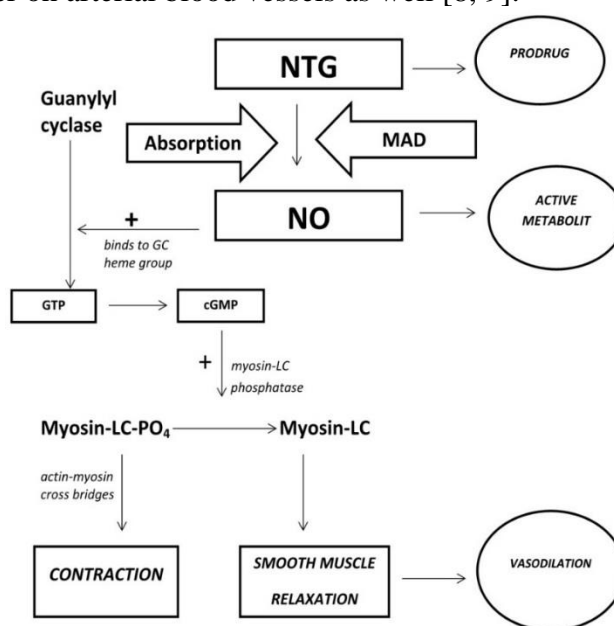 er on arterial blood vessels as well [8, 9].
NTG
PRODRUG
Guanylyl
cyclase
Absorption
MAD
NO
ACTIVE
METABOLIT
+
binds to GC
heme group
GTP
cGMP
+
myosin-LC
phosphatase
Myosin-LC-PO₄
Myosin-LC
actin-myosin
cross bridges
CONTRACTION
SMOOTH MUSCLE
RELAXATION
VASODILATION